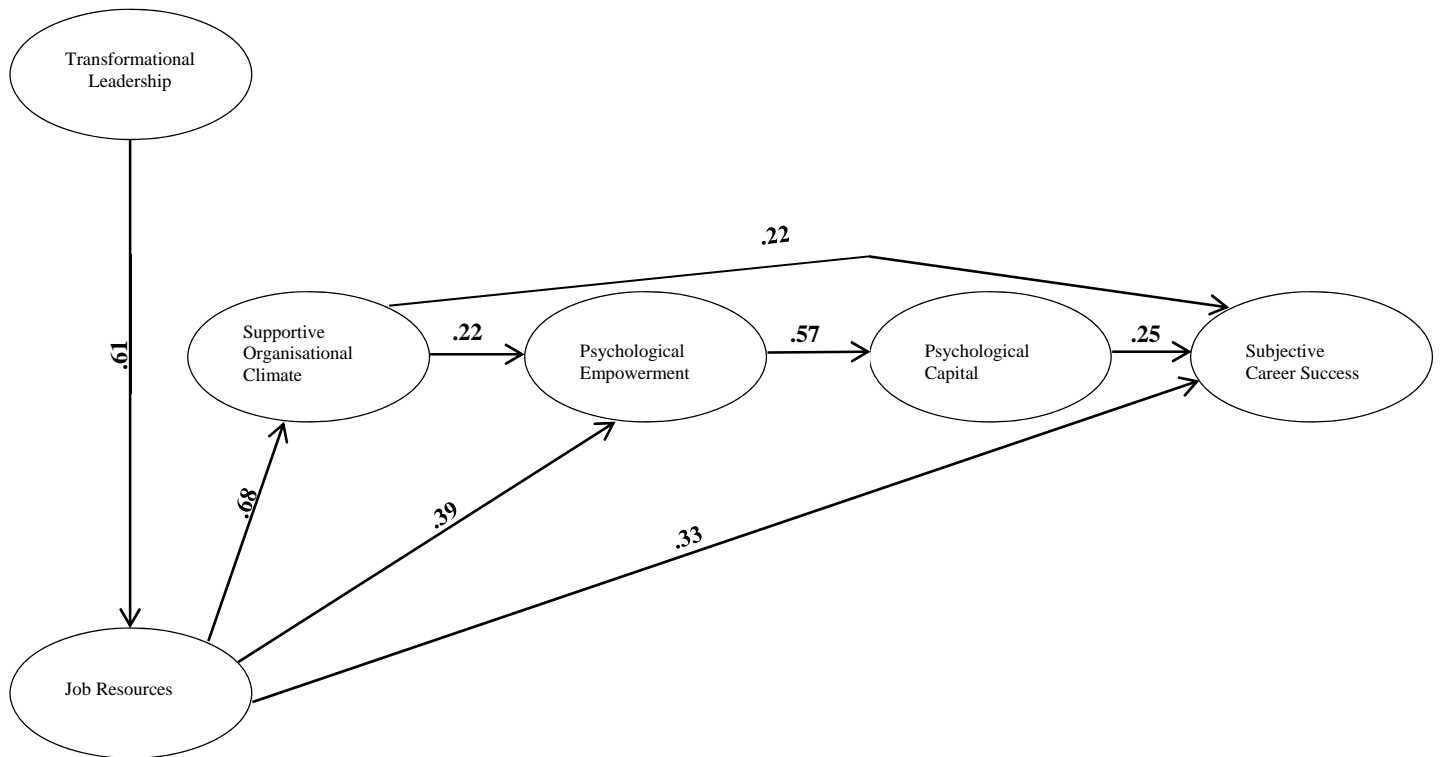 Transformational
Leadership
.22
Supportive
Organisational
Climate
.22
Psychological
Empowerment
.57
Psychological
Capital
.25
Subjective
Career Success
.61
.68
.39
.33
Job Resources